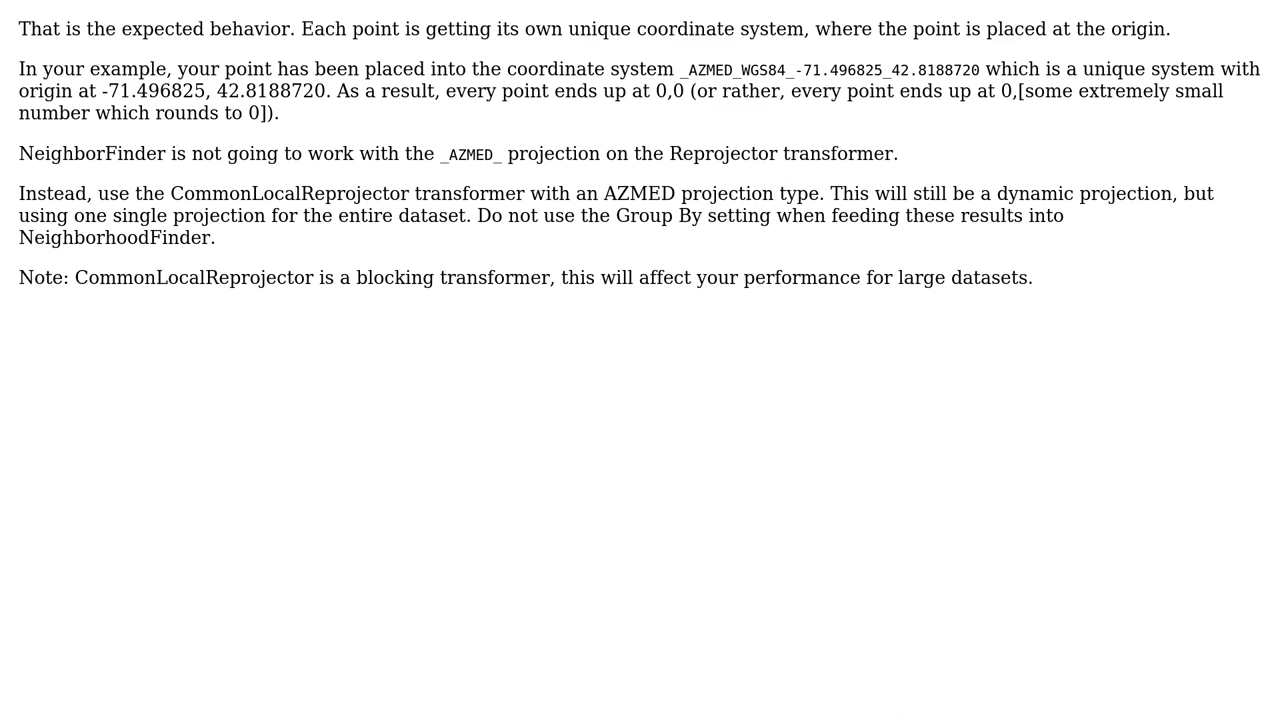 That is the expected behavior. Each point is getting its own unique coordinate system, where the point is placed at the origin.
In your example, your point has been placed into the coordinate system _AZMED_WGS84_-71.496825_42.8188720 which is a unique system with
origin at -71.496825, 42.8188720. As a result, every point ends up at 0,0 (or rather, every point ends up at 0,[some extremely small
number which rounds to 0]).
NeighborFinder is not going to work with the _AZMED_ projection on the Reprojector transformer.
Instead, use the CommonLocalReprojector transformer with an AZMED projection type. This will still be a dynamic projection, but
using one single projection for the entire dataset. Do not use the Group By setting when feeding these results into
NeighborhoodFinder.
Note: CommonLocalReprojector is a blocking transformer, this will affect your performance for large datasets.